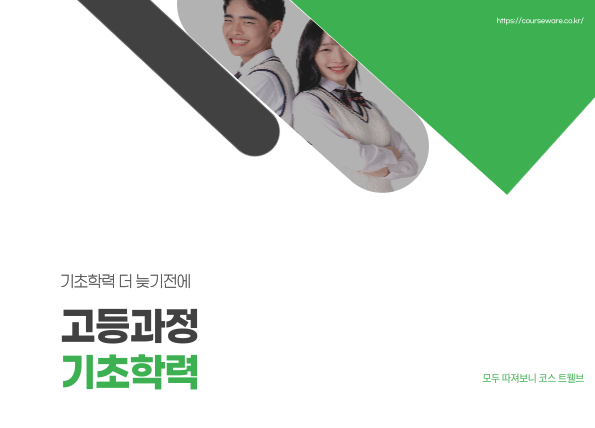 https://courseware.co.kr/
기초학력 더 늦기전에
고등과정
기초학력
모두 따져보니 코스 트웰브